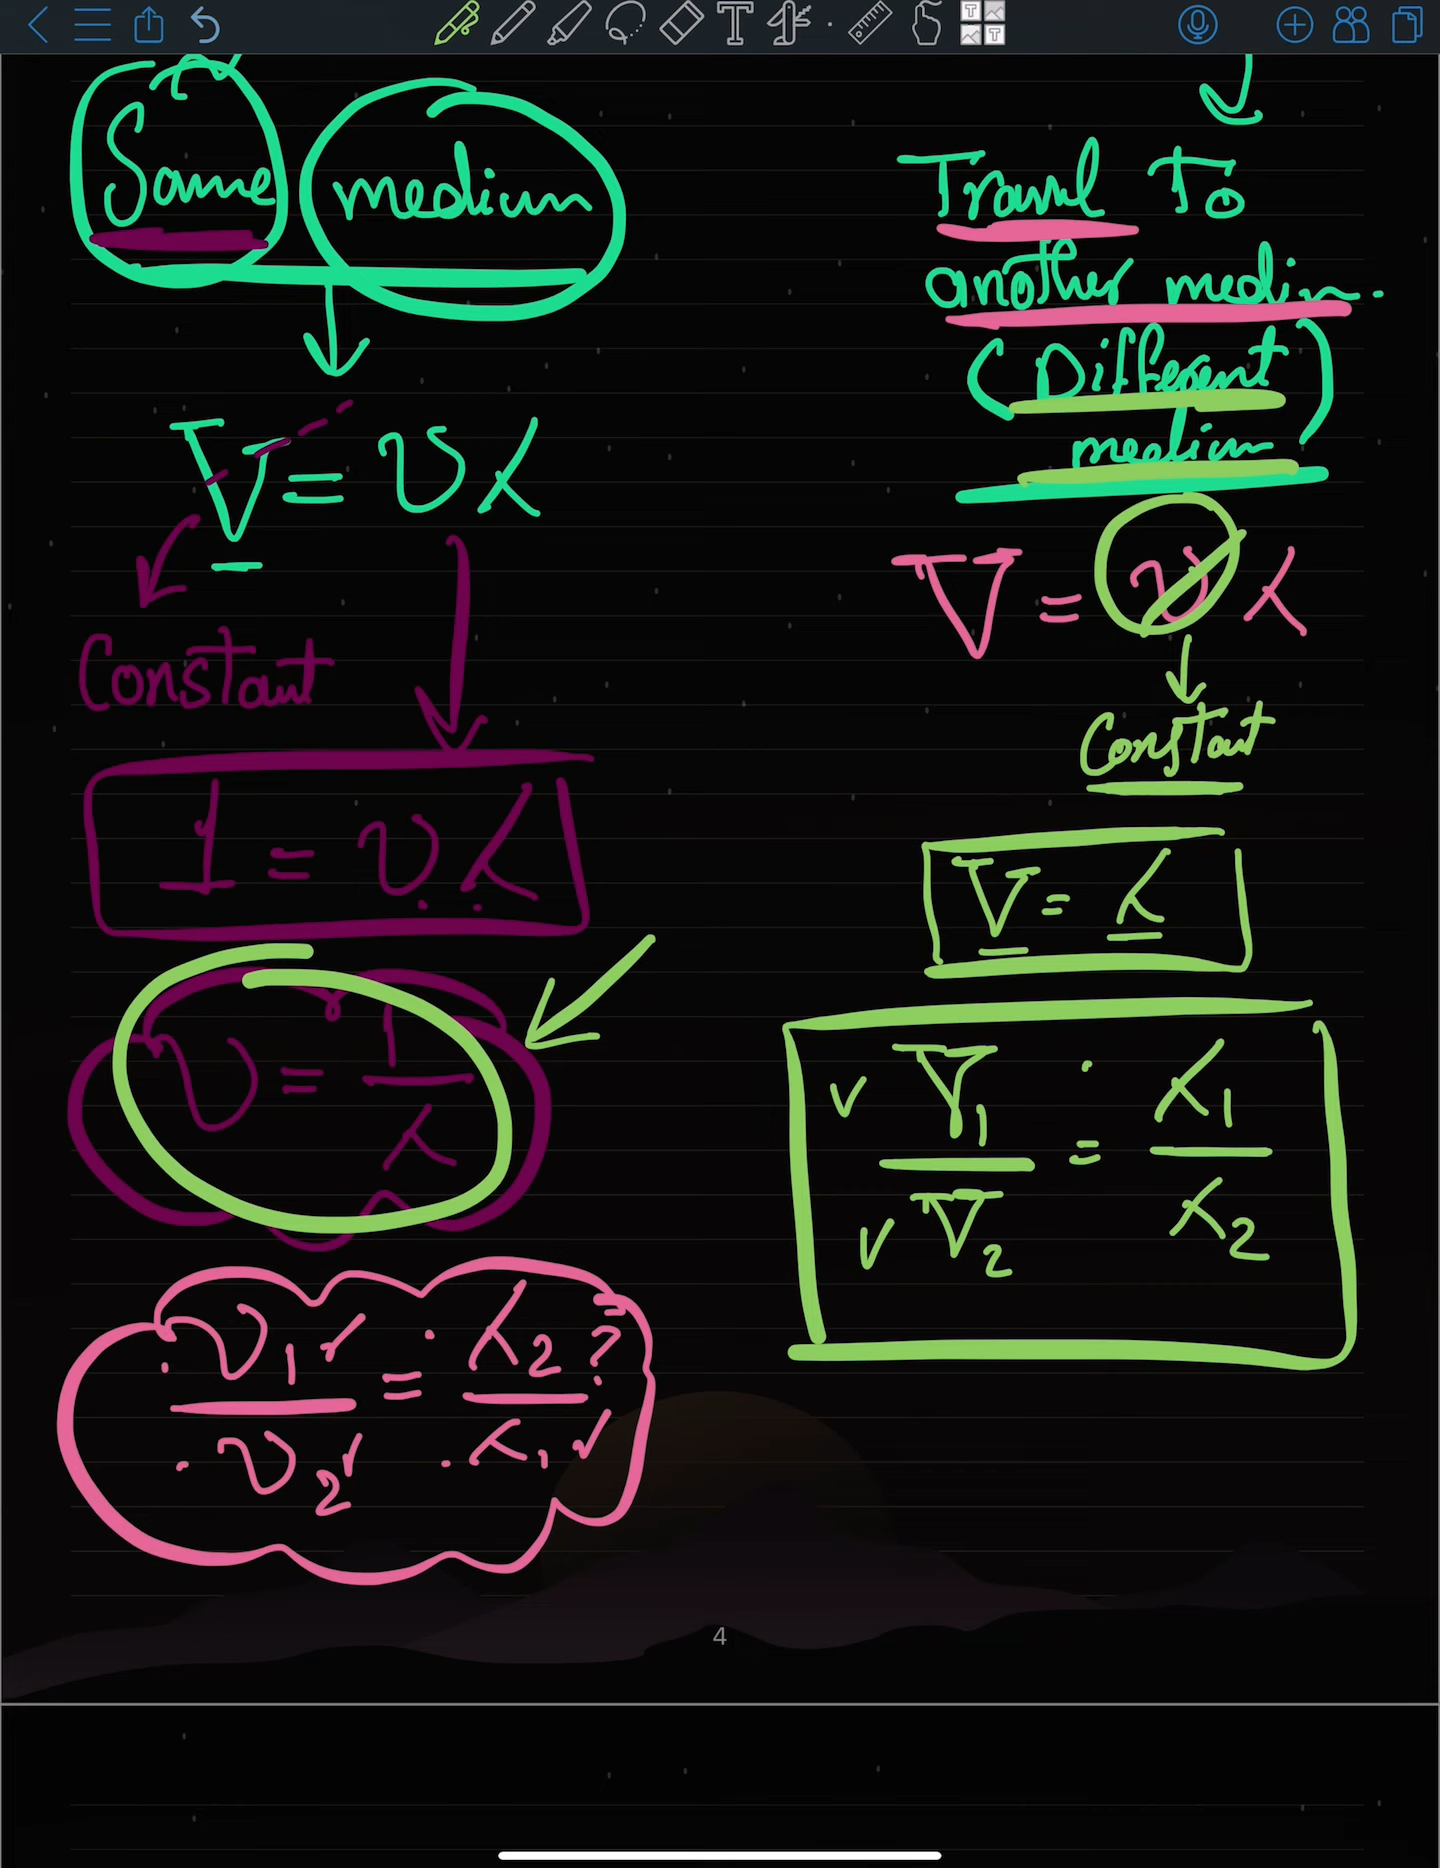 Same medium
V = υλ
Constant
1 = υλ
υ = 1/λ
υ1/υ2 = λ2/λ1 ?
Travel To
another medium.
(Different
medium)
V = υλ
Constant
V = λ
V1/V2 = λ1/λ2
4